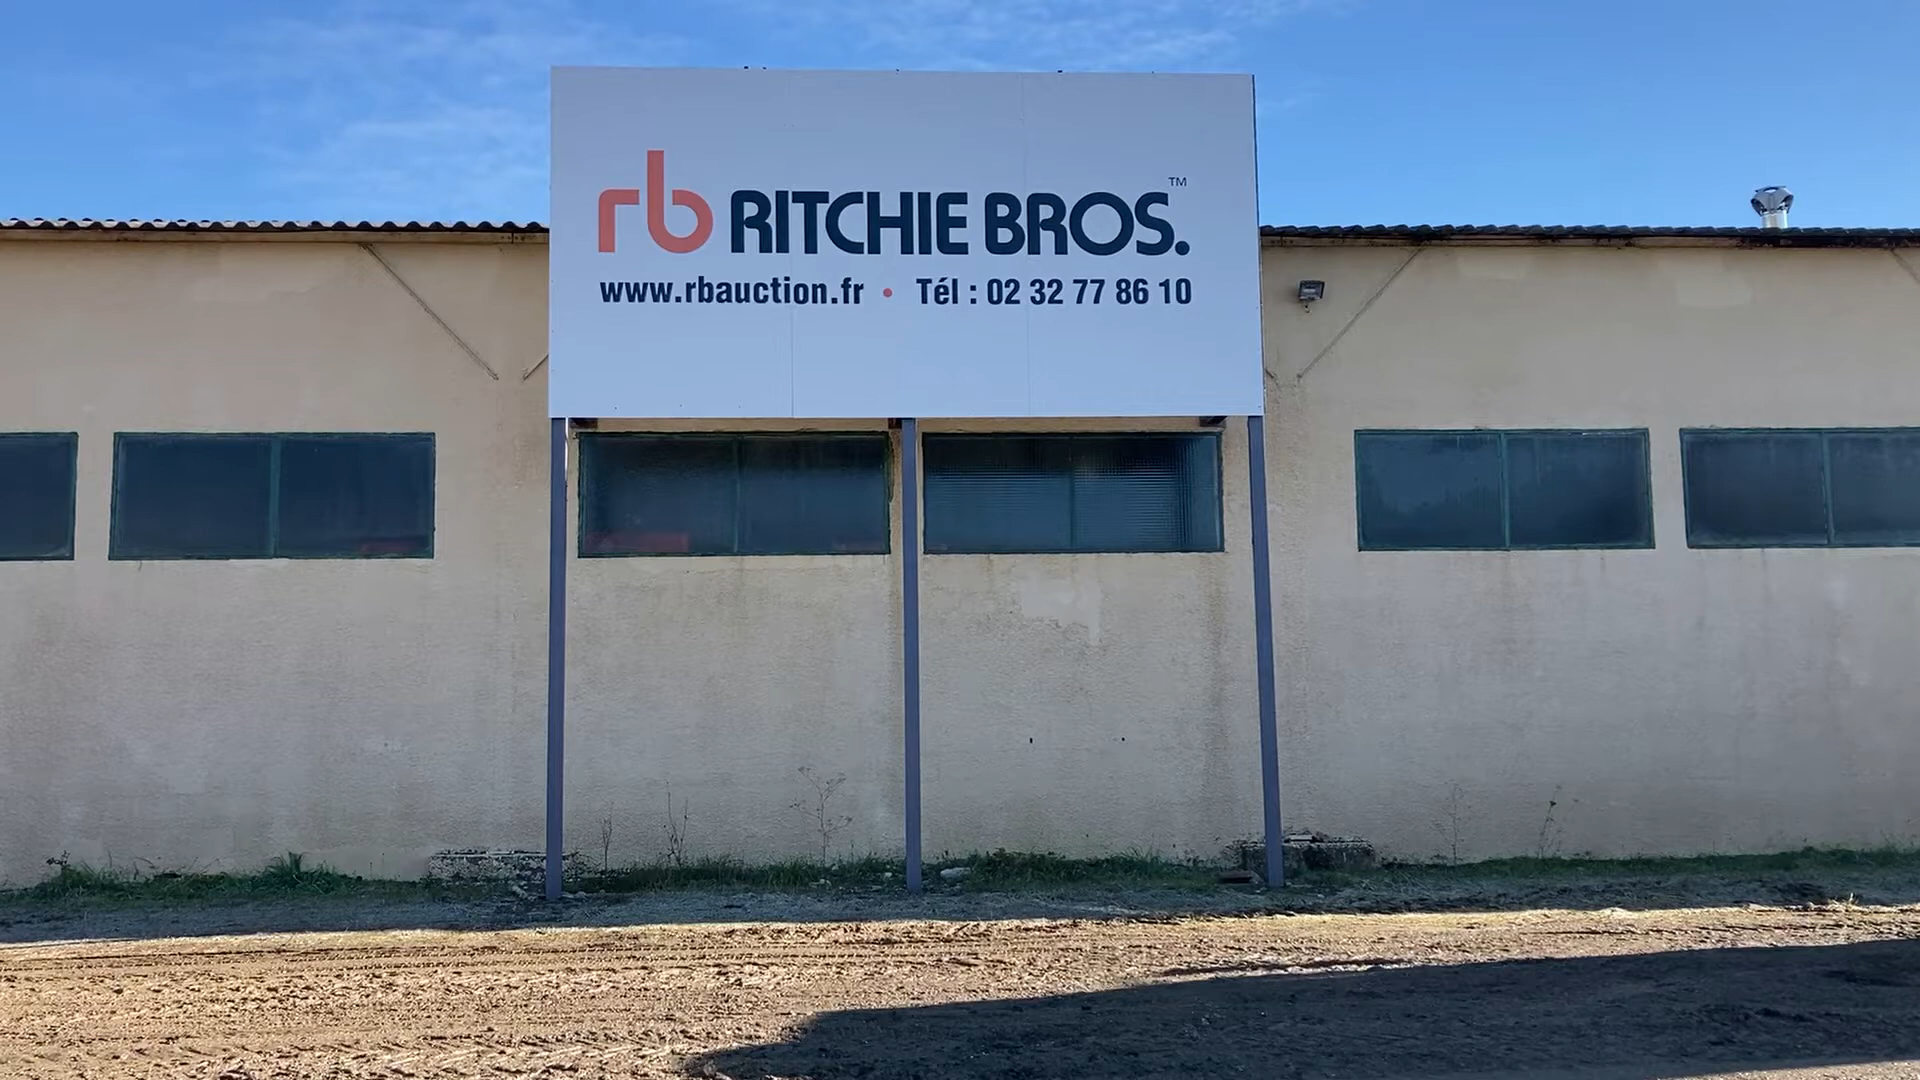 rb RITCHIE BROS.™
www.rbauction.fr • Tél : 02 32 77 86 10